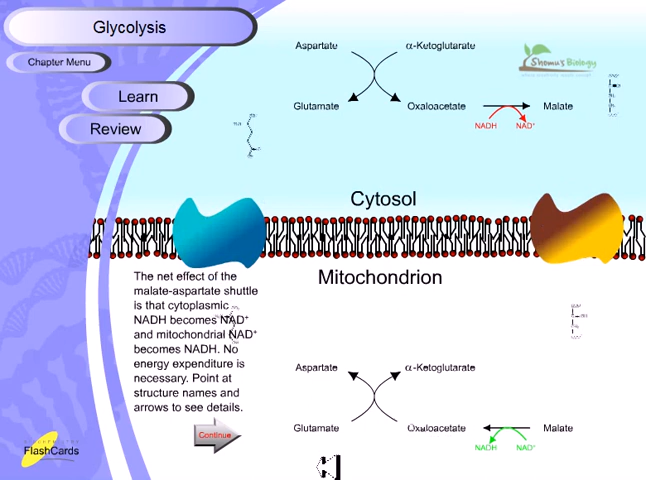 Glycolysis
Chapter Menu
Learn
Review
Aspartate
α-Ketoglutarate
Shomu's Biology
Glutamate
Oxaloacetate
Malate
NADH
NAD⁺
Cytosol
Mitochondrion
The net effect of the
malate-aspartate shuttle
is that cytoplasmic
NADH becomes NAD⁺
and mitochondrial NAD⁺
becomes NADH. No
energy expenditure is
necessary. Point at
structure names and
arrows to see details.
Continue
Aspartate
α-Ketoglutarate
Glutamate
Oxaloacetate
Malate
NADH
NAD⁺
FlashCards